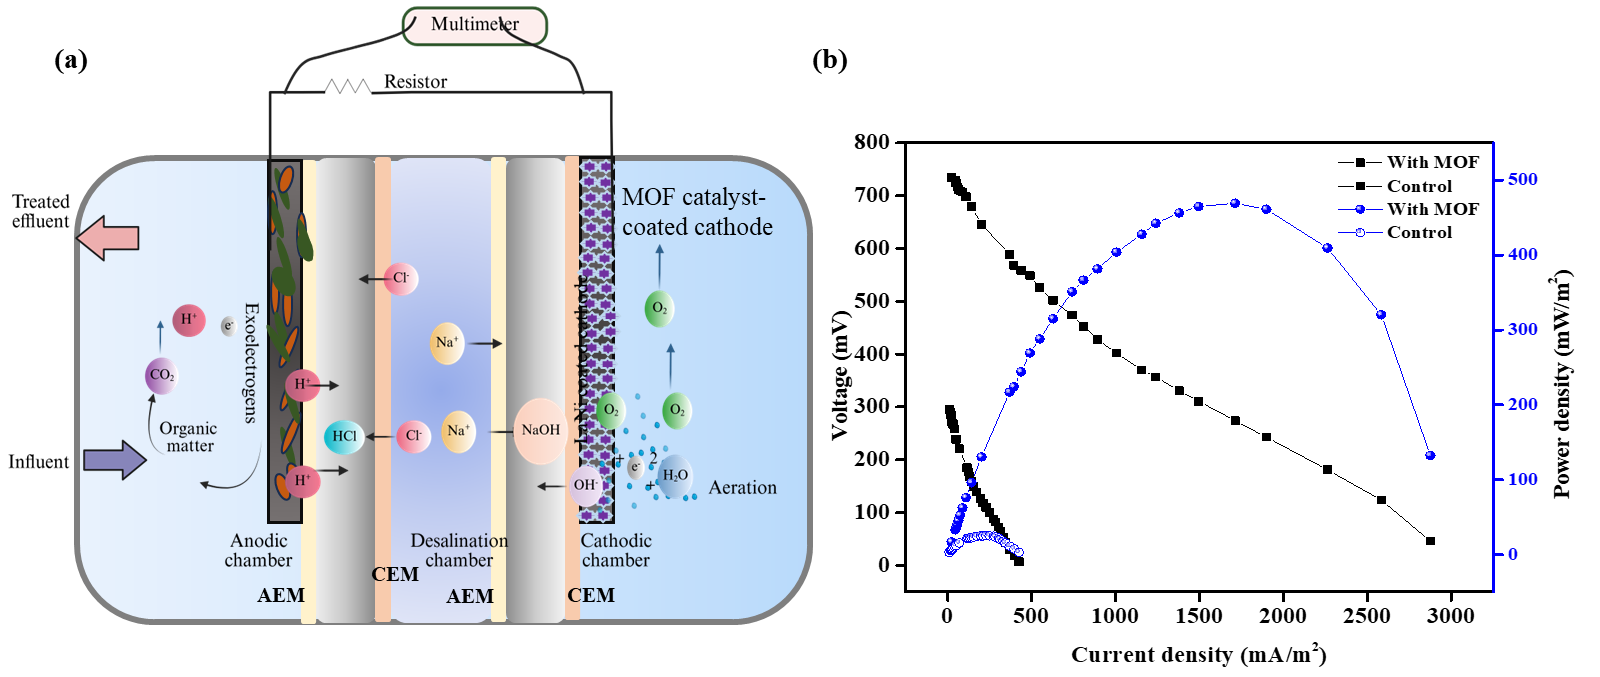 (a)
Multimeter
Resistor
Treated
effluent
Influent
H⁺
e⁻
CO₂
Organic
matter
Exoelectrogens
H⁺
H⁺
Cl⁻
Na⁺
HCl
Cl⁻
Na⁺
NaOH
OH⁻
MOF catalyst-
coated cathode
O₂
O₂
O₂
+
e⁻
2
+
H₂O
Aeration
Anodic
chamber
Desalination
chamber
Cathodic
chamber
AEM
CEM
AEM
CEM
(b)
Voltage (mV)
800
700
600
500
400
300
200
100
0
With MOF
Control
With MOF
Control
500
400
300
200
100
0
Power density (mW/m²)
0
500
1000
1500
2000
2500
3000
Current density (mA/m²)